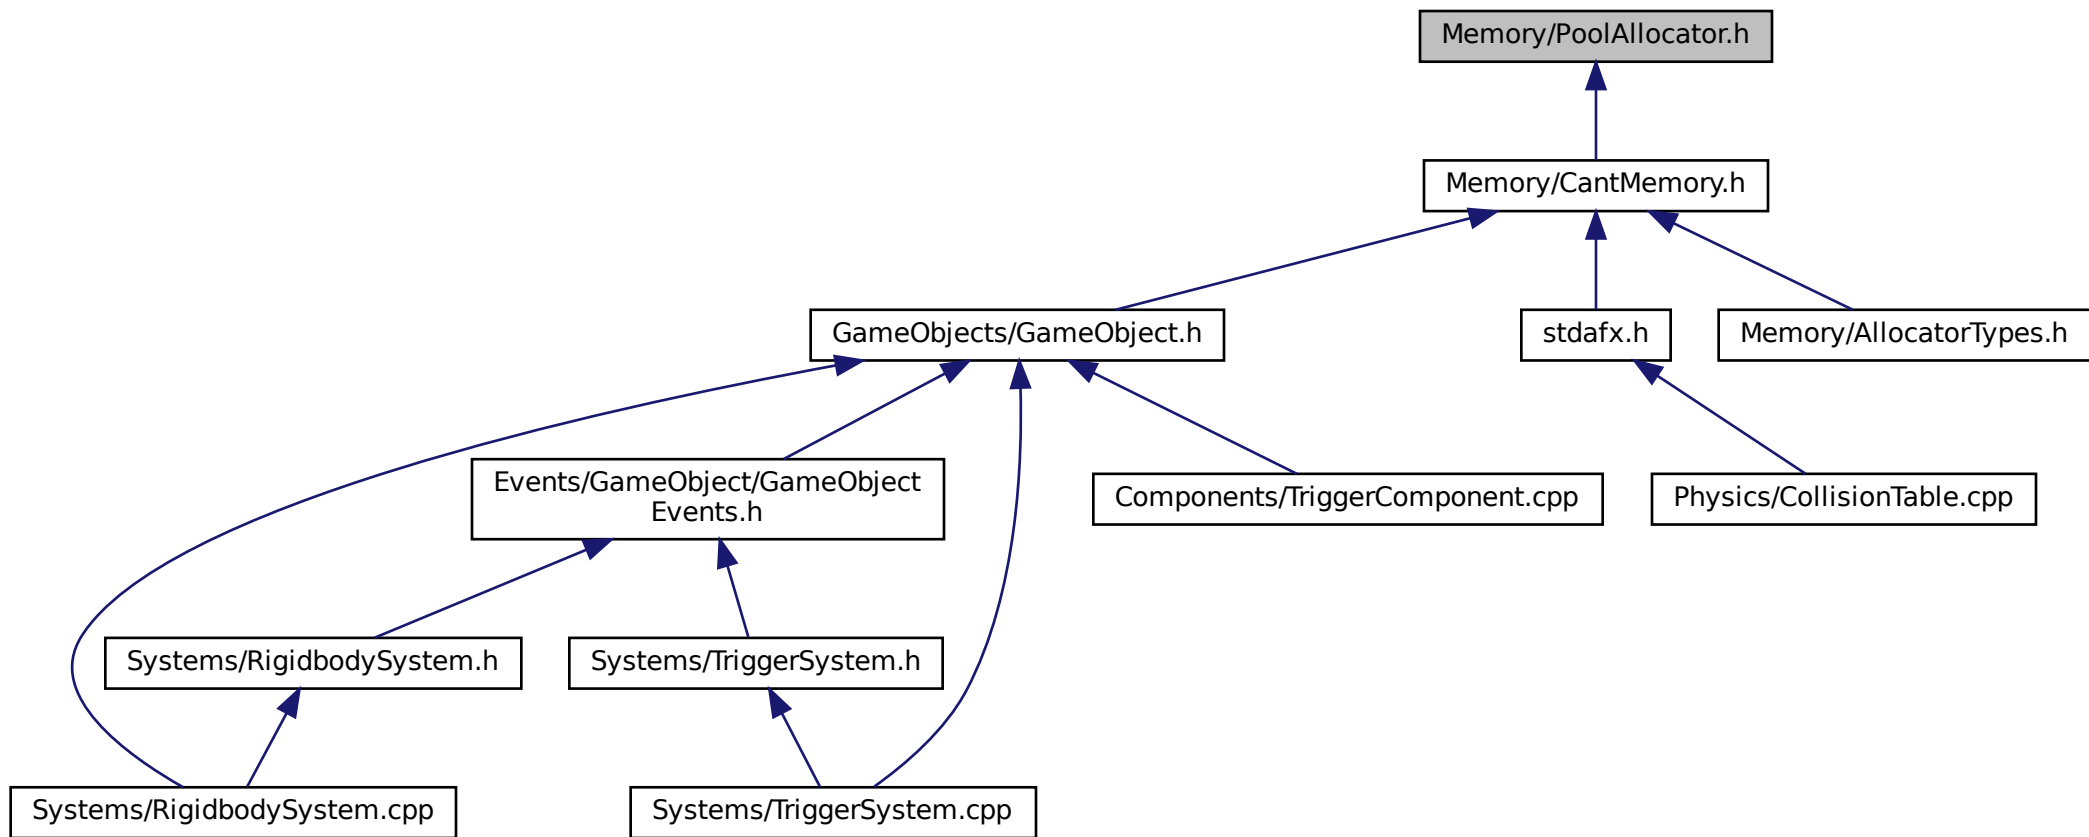 Memory/PoolAllocator.h
Memory/CantMemory.h
GameObjects/GameObject.h
stdafx.h
Memory/AllocatorTypes.h
Events/GameObject/GameObject
Events.h
Components/TriggerComponent.cpp
Physics/CollisionTable.cpp
Systems/RigidbodySystem.h
Systems/TriggerSystem.h
Systems/RigidbodySystem.cpp
Systems/TriggerSystem.cpp